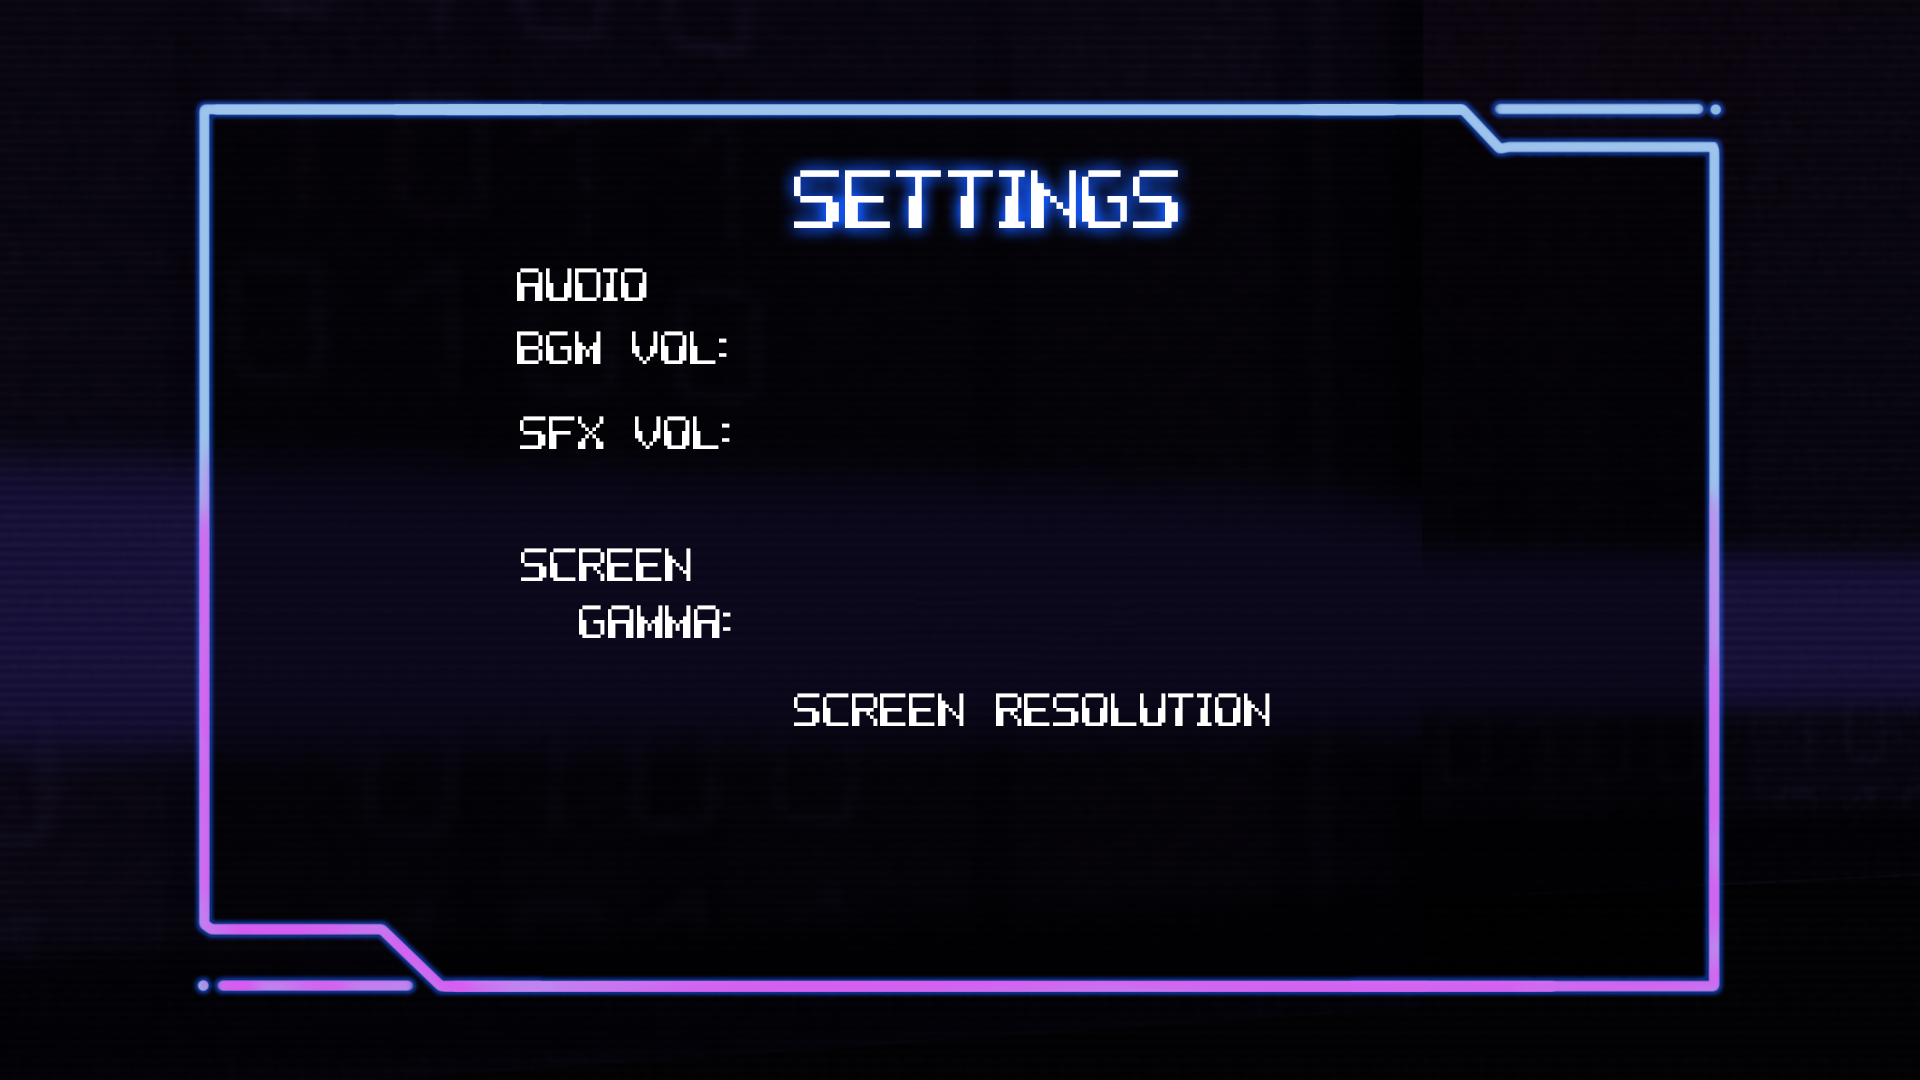 SETTINGS
AUDIO
BGM VOL:
SFX VOL:
SCREEN
GAMMA:
SCREEN RESOLUTION